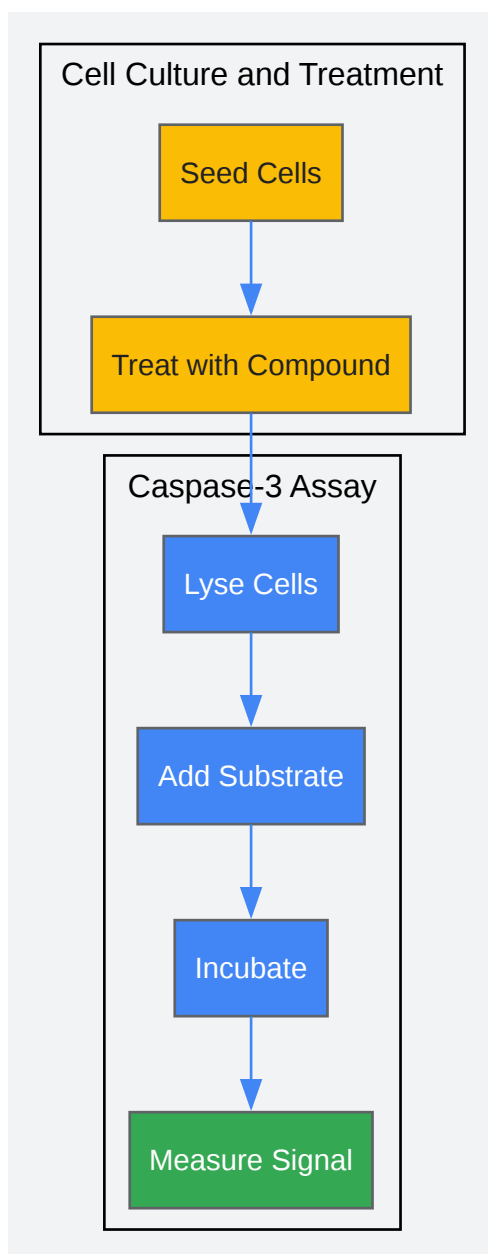 Cell Culture and Treatment
Seed Cells
Treat with Compound
Caspase-3 Assay
Lyse Cells
Add Substrate
Incubate
Measure Signal